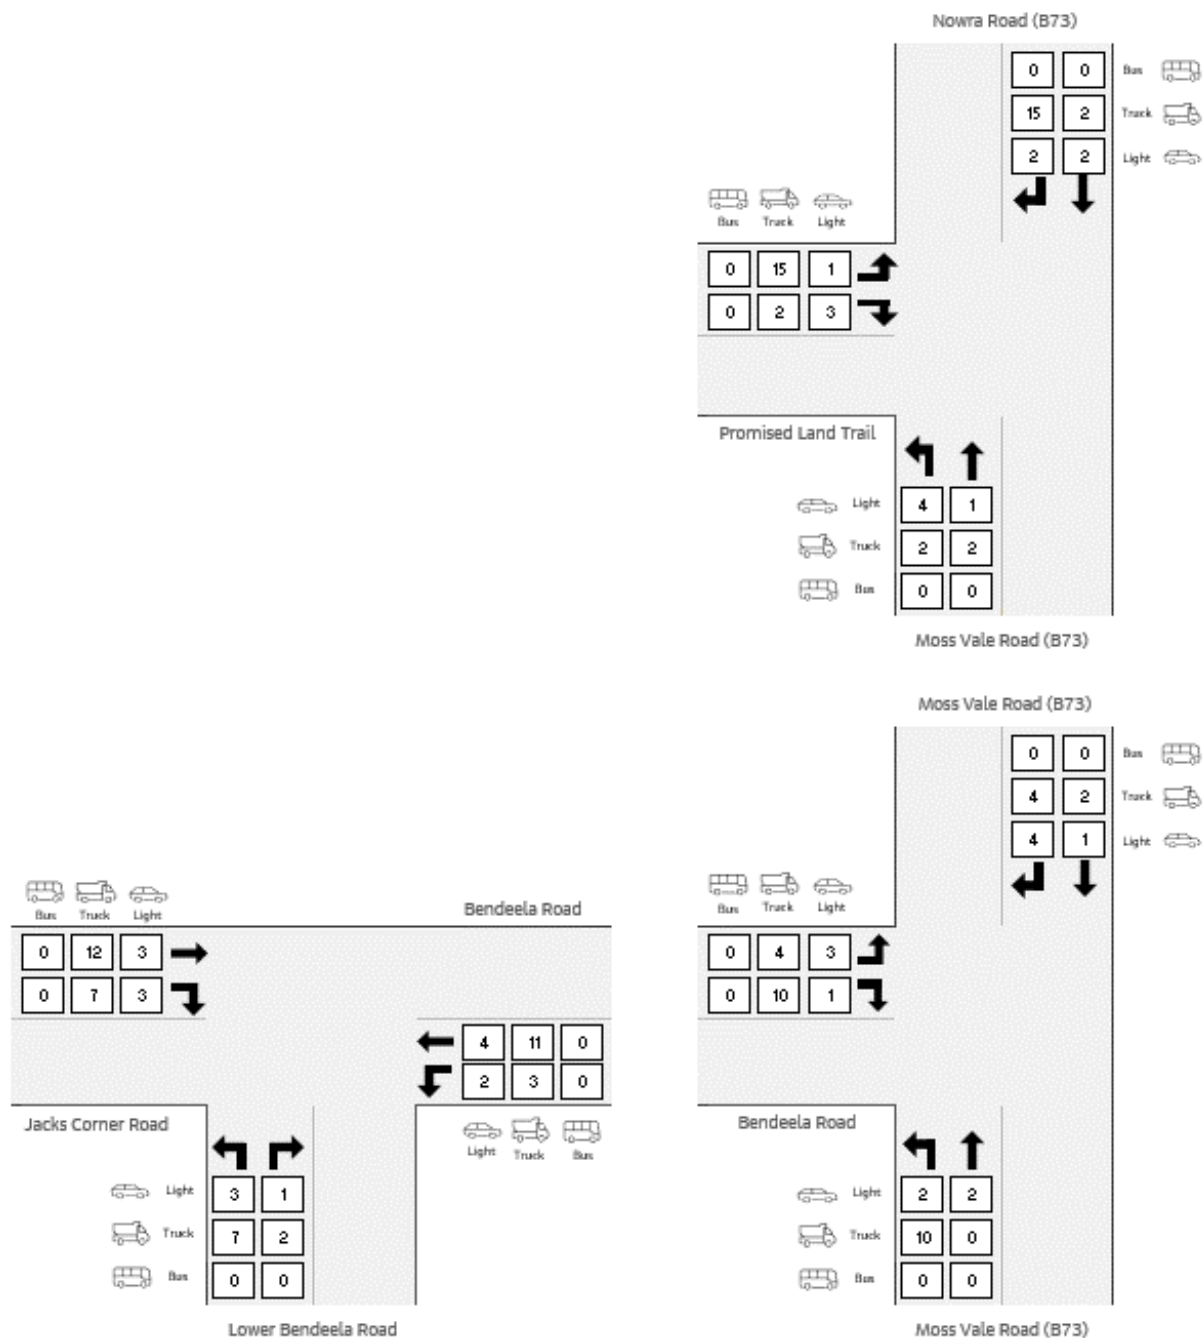 Nowra Road (B73)
0 0 Bus
15 2 Truck
2 2 Light
Bus Truck Light
0 15 1
0 2 3
Promised Land Trail
Light 4 1
Truck 2 2
Bus 0 0
Moss Vale Road (B73)
Moss Vale Road (B73)
0 0 Bus
4 2 Truck
4 1 Light
Bus Truck Light
0 4 3
0 10 1
Bendeela Road
Light 2 2
Truck 10 0
Bus 0 0
Moss Vale Road (B73)
Bus Truck Light
0 12 3
0 7 3
Bendeela Road
4 11 0
2 3 0
Light Truck Bus
Jacks Corner Road
Light 3 1
Truck 7 2
Bus 0 0
Lower Bendeela Road